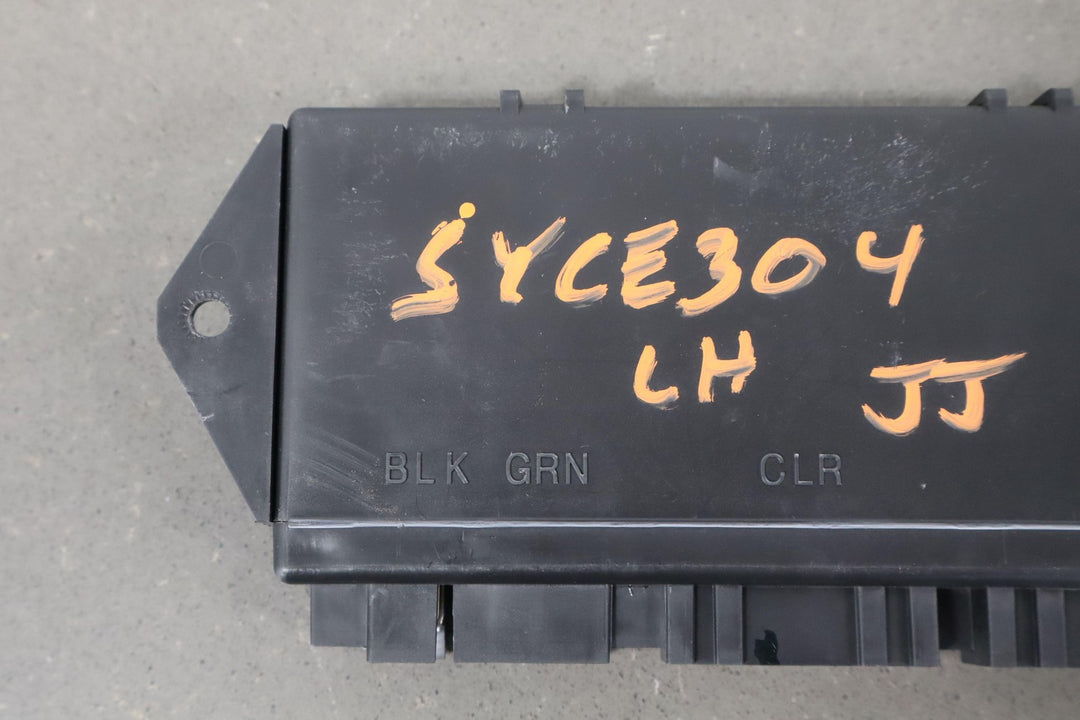 SYCE304
LH JJ
BLK GRN CLR